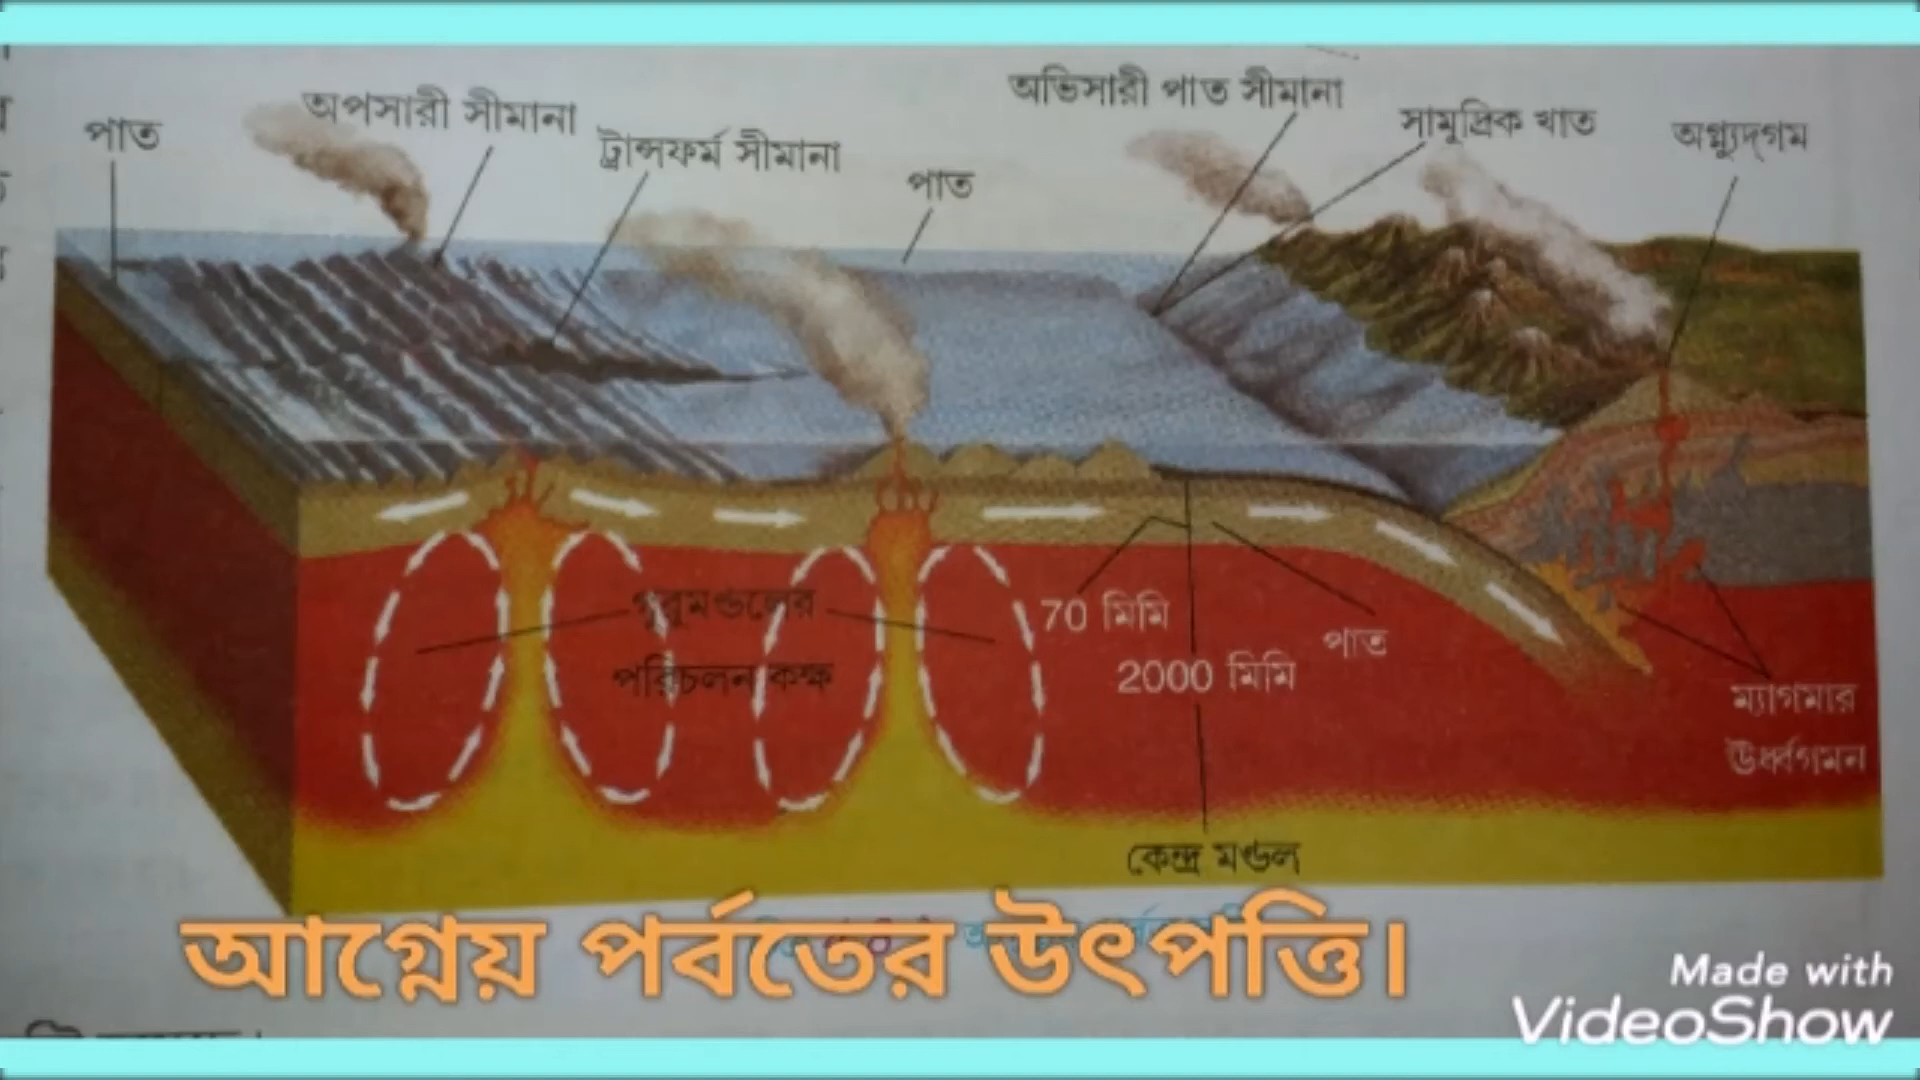 অভিসারী পাত সীমানা
অপসারী সীমানা
সামুদ্রিক খাত
পাত
ট্রান্সফর্ম সীমানা
অগ্ন্যুদ্‌গম
পাত
গুরুমণ্ডলের
পরিচলন কক্ষ
70 মিমি
2000 মিমি
পাত
ম্যাগমার
ঊর্ধ্বগমন
কেন্দ্র মণ্ডল
আগ্নেয় পর্বতের উৎপত্তি।
Made with
VideoShow